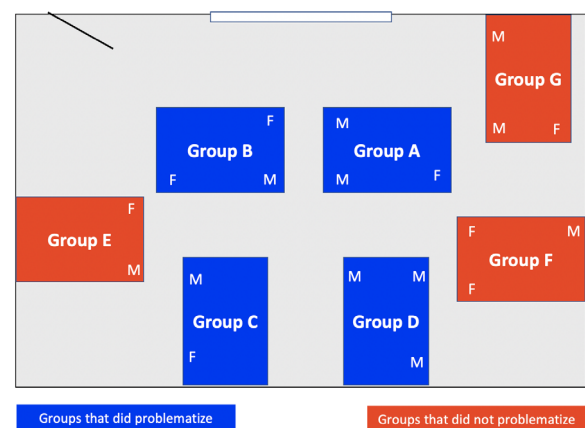 M
Group G
M F
F
Group B
F M
M
Group A
M F
F
Group E
M
F M
Group F
F
M
Group C
F
M M
Group D
M
Groups that did problematize
Groups that did not problematize